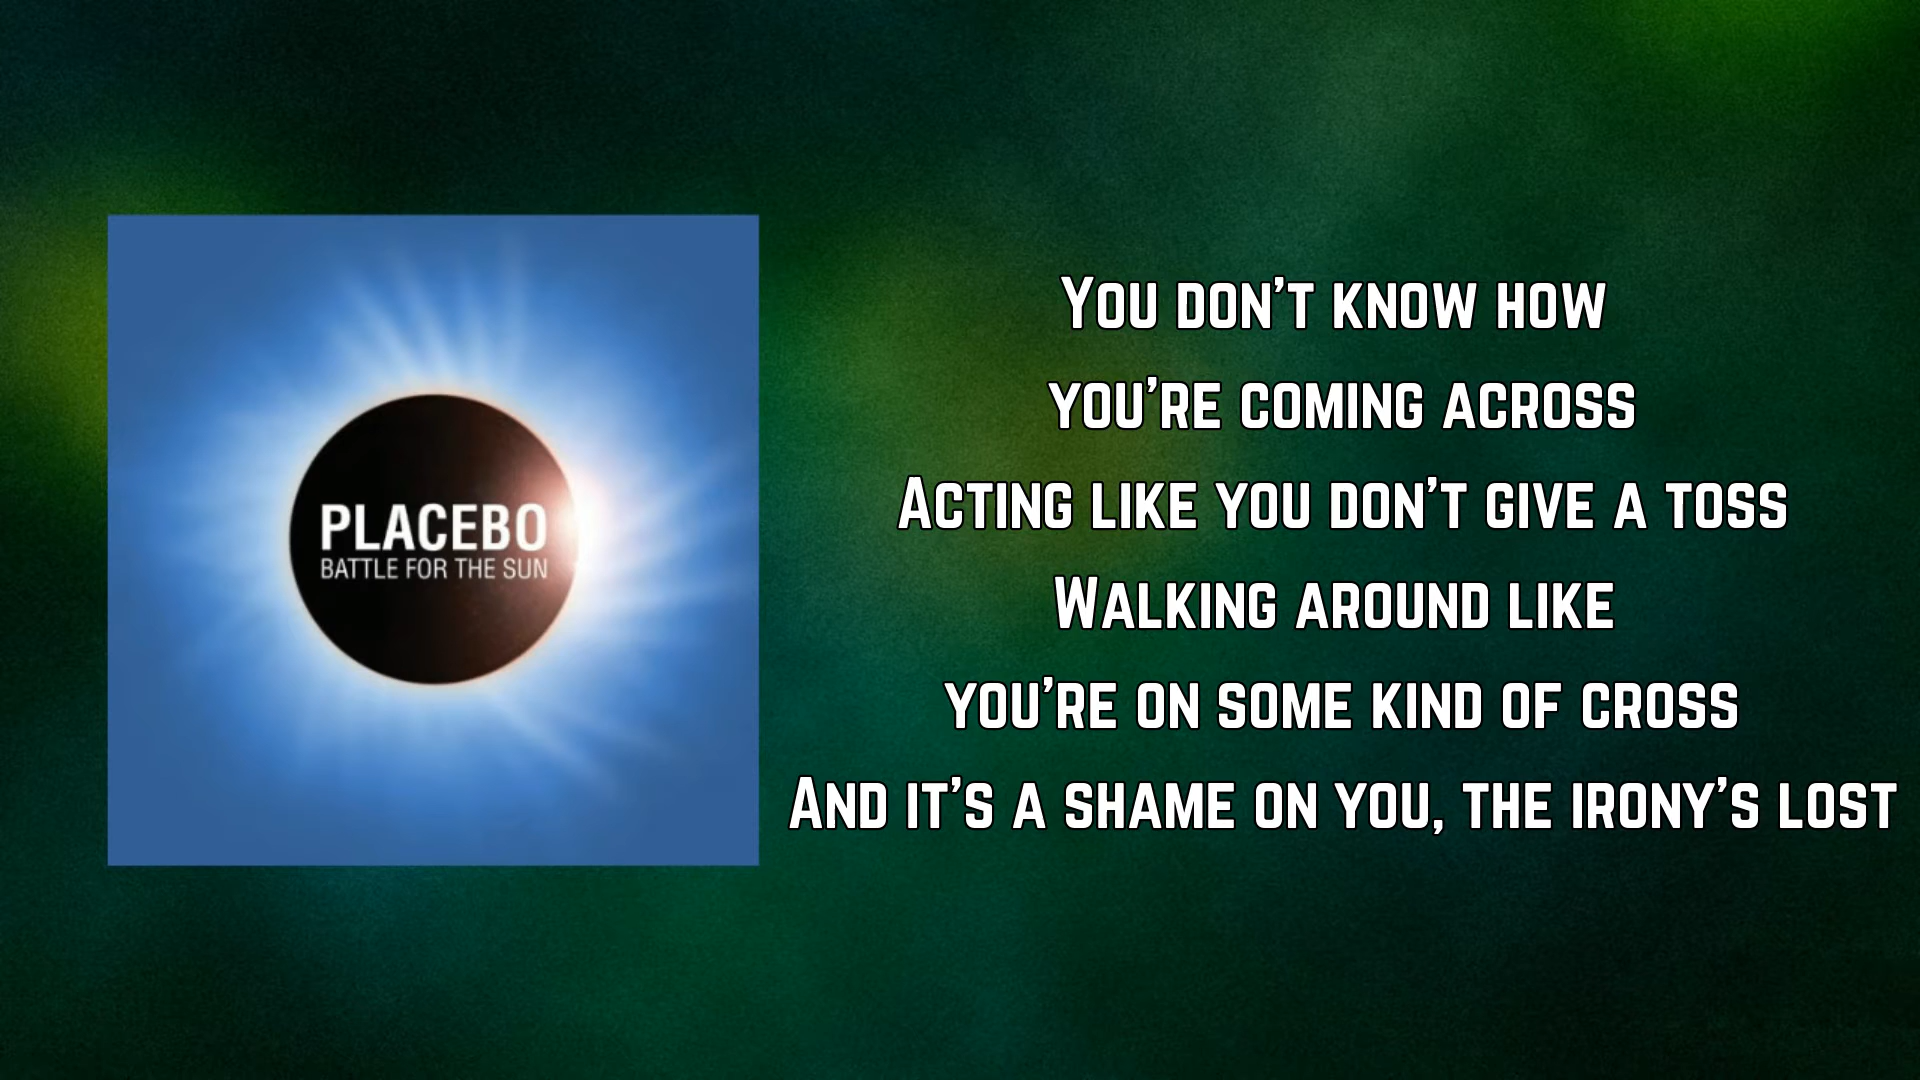 PLACEBO
BATTLE FOR THE SUN
You don't know how
you're coming across
Acting like you don't give a toss
Walking around like
you're on some kind of cross
And it's a shame on you, the irony's lost